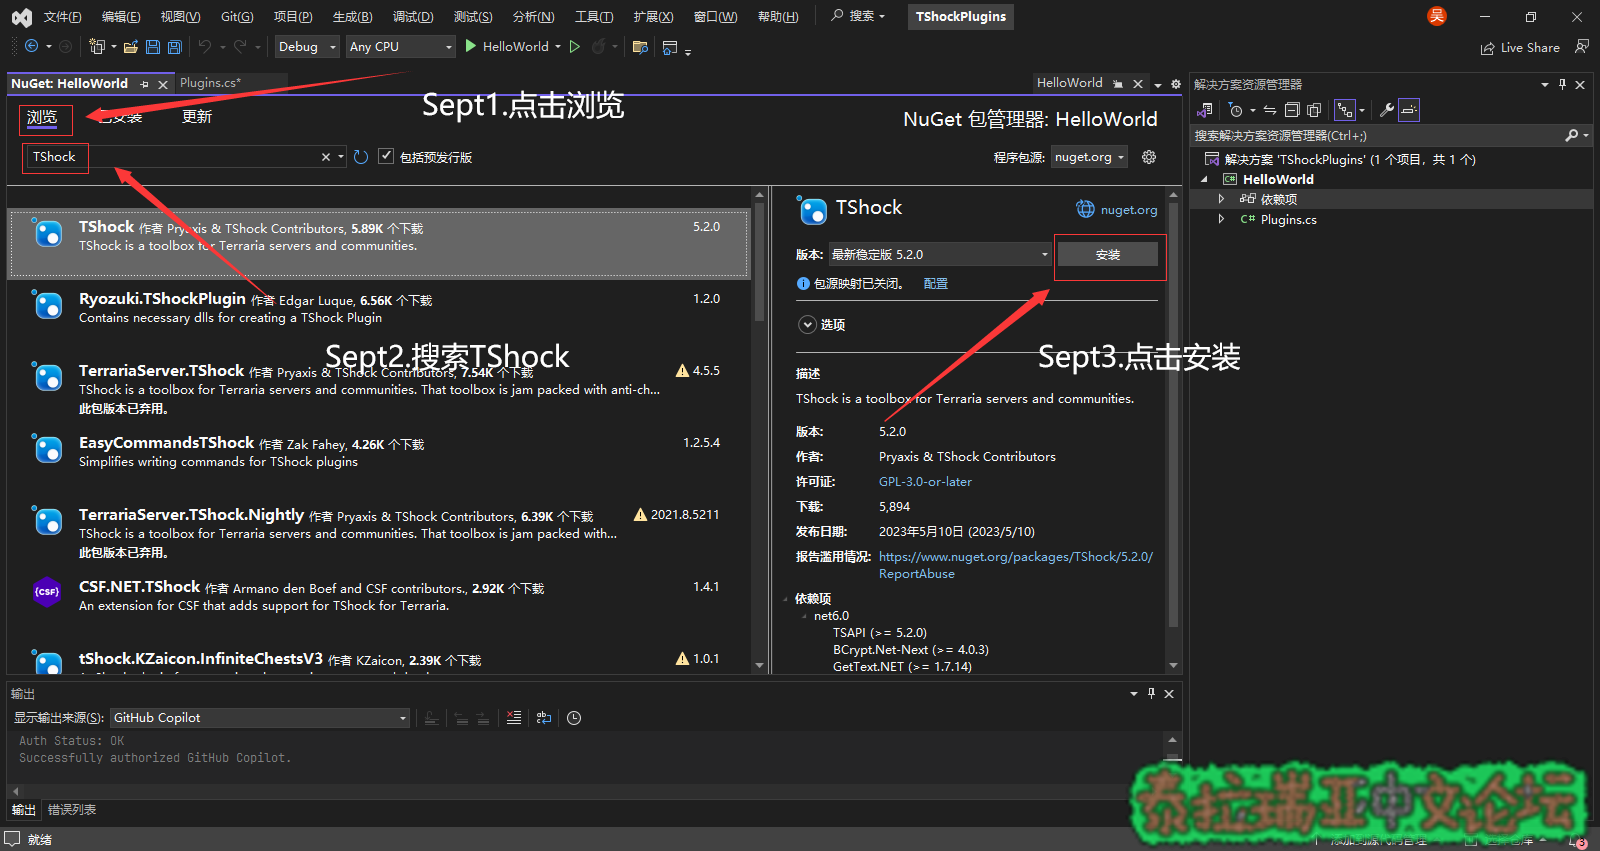 文件(F) 编辑(E) 视图(V) Git(G) 项目(P) 生成(B) 调试(D) 测试(S) 分析(N) 工具(T) 扩展(X) 窗口(W) 帮助(H) 搜索 TShockPlugins 吴
Debug Any CPU HelloWorld Live Share
NuGet: HelloWorld Plugins.cs* HelloWorld
浏览 已安装 更新
Sept1.点击浏览
NuGet 包管理器: HelloWorld
TShock 包括预发行版
程序包源: nuget.org
TShock 作者 Pryaxis & TShock Contributors, 5.89K 个下载 5.2.0
TShock is a toolbox for Terraria servers and communities.
Ryozuki.TShockPlugin 作者 Edgar Luque, 6.56K 个下载 1.2.0
Contains necessary dlls for creating a TShock Plugin
Sept2.搜索TShock
TerrariaServer.TShock 作者 Pryaxis & TShock Contributors, 7.54K 个下载 4.5.5
TShock is a toolbox for Terraria servers and communities. That toolbox is jam packed with anti-ch...
此包版本已弃用。
EasyCommandsTShock 作者 Zak Fahey, 4.26K 个下载 1.2.5.4
Simplifies writing commands for TShock plugins
TerrariaServer.TShock.Nightly 作者 Pryaxis & TShock Contributors, 6.39K 个下载 2021.8.5211
TShock is a toolbox for Terraria servers and communities. That toolbox is jam packed with...
此包版本已弃用。
{CSF}
CSF.NET.TShock 作者 Armano den Boef and CSF contributors., 2.92K 个下载 1.4.1
An extension for CSF that adds support for TShock for Terraria.
tShock.KZaicon.InfiniteChestsV3 作者 KZaicon, 2.39K 个下载 1.0.1
TShock nuget.org
版本: 最新稳定版 5.2.0 安装
包源映射已关闭。 配置
选项
Sept3.点击安装
描述
TShock is a toolbox for Terraria servers and communities.
版本: 5.2.0
作者: Pryaxis & TShock Contributors
许可证: GPL-3.0-or-later
下载: 5,894
发布日期: 2023年5月10日 (2023/5/10)
报告滥用情况: https://www.nuget.org/packages/TShock/5.2.0/
ReportAbuse
依赖项
net6.0
TSAPI (>= 5.2.0)
BCrypt.Net-Next (>= 4.0.3)
GetText.NET (>= 1.7.14)
解决方案资源管理器
搜索解决方案资源管理器(Ctrl+;)
解决方案 'TShockPlugins' (1 个项目，共 1 个)
HelloWorld
依赖项
C# Plugins.cs
输出
显示输出来源(S): GitHub Copilot
Auth Status: OK
Successfully authorized GitHub Copilot.
输出 错误列表
就绪
泰拉瑞亚中文论坛
添加到源代码管理
3